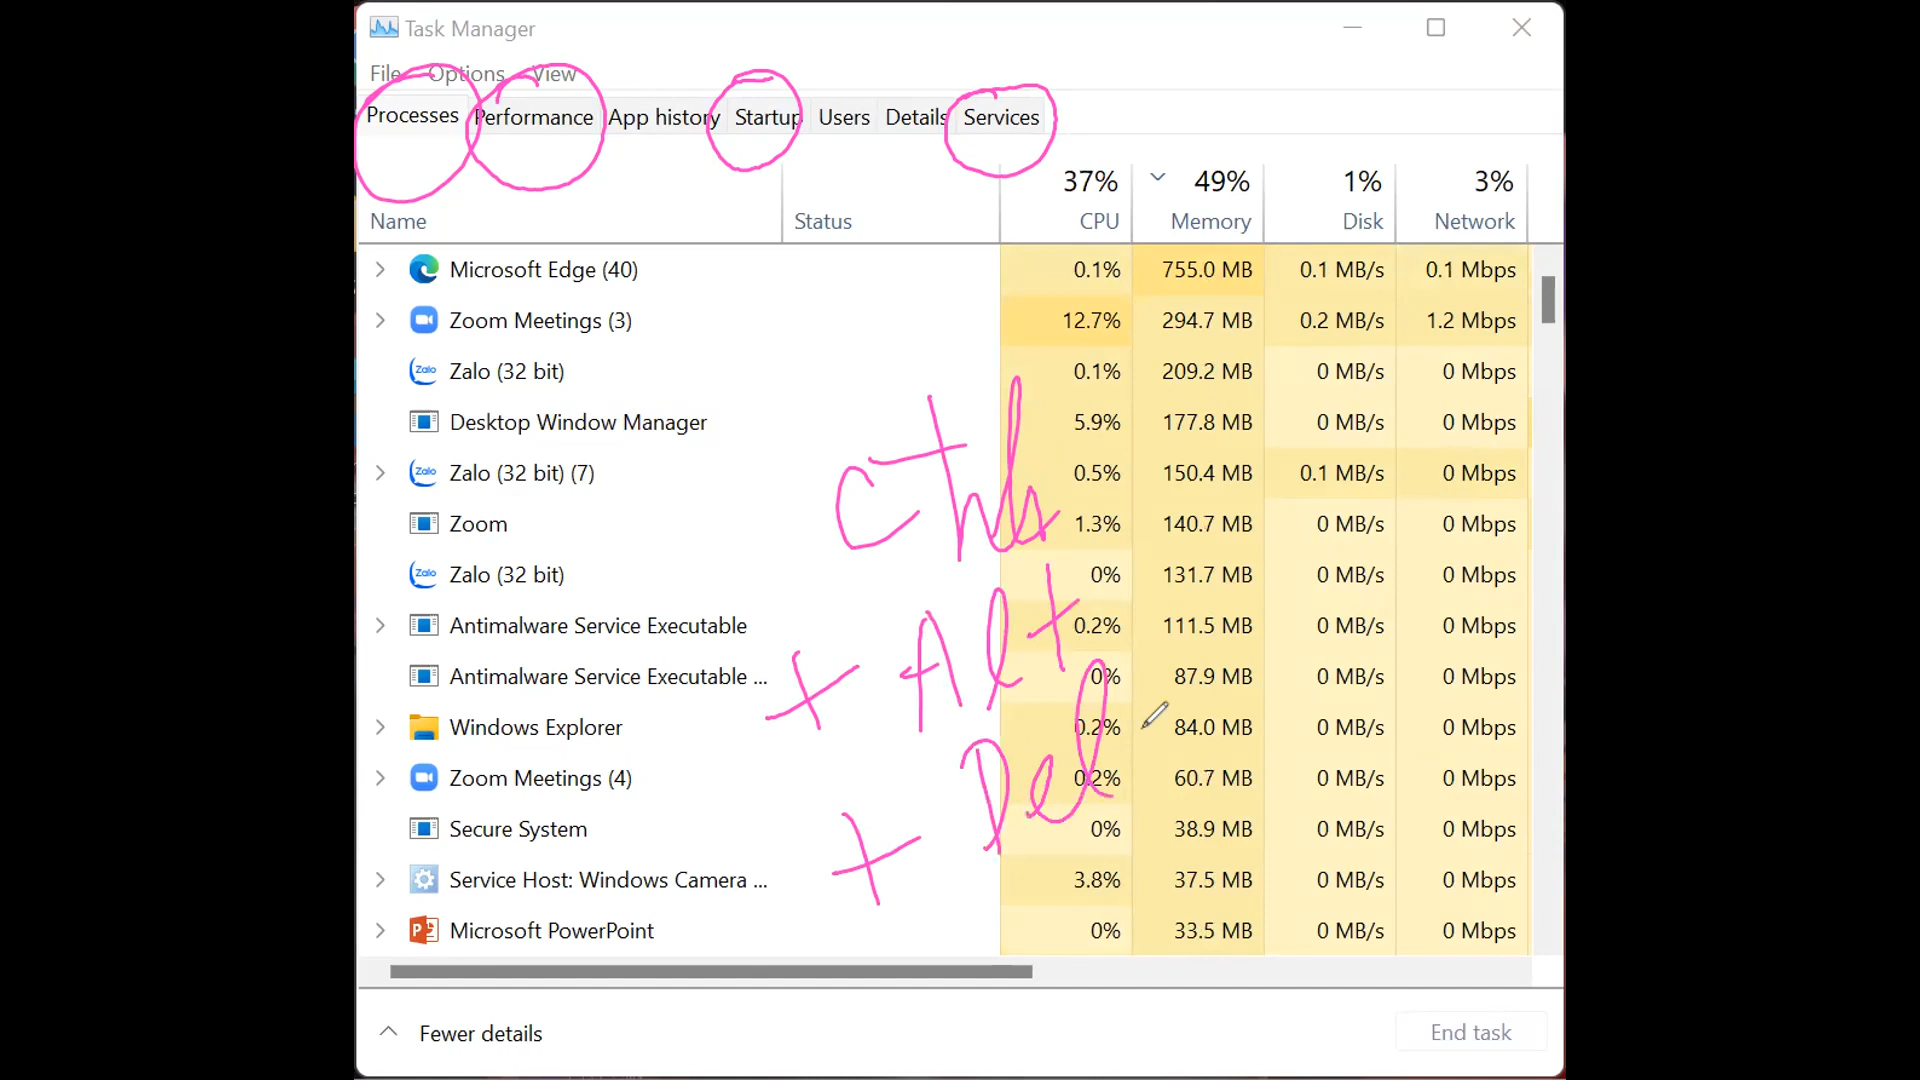 Task Manager
File Options View
Processes Performance App history Startup Users Details Services
37% 49% 1% 3%
Name Status CPU Memory Disk Network
Microsoft Edge (40) 0.1% 755.0 MB 0.1 MB/s 0.1 Mbps
Zoom Meetings (3) 12.7% 294.7 MB 0.2 MB/s 1.2 Mbps
Zalo Zalo (32 bit) 0.1% 209.2 MB 0 MB/s 0 Mbps
Desktop Window Manager 5.9% 177.8 MB 0 MB/s 0 Mbps
Zalo Zalo (32 bit) (7) 0.5% 150.4 MB 0.1 MB/s 0 Mbps
Zoom 1.3% 140.7 MB 0 MB/s 0 Mbps
Zalo Zalo (32 bit) 0% 131.7 MB 0 MB/s 0 Mbps
Antimalware Service Executable 0.2% 111.5 MB 0 MB/s 0 Mbps
Antimalware Service Executable ... 0% 87.9 MB 0 MB/s 0 Mbps
Windows Explorer 0.2% 84.0 MB 0 MB/s 0 Mbps
Zoom Meetings (4) 0.2% 60.7 MB 0 MB/s 0 Mbps
Secure System 0% 38.9 MB 0 MB/s 0 Mbps
Service Host: Windows Camera ... 3.8% 37.5 MB 0 MB/s 0 Mbps
Microsoft PowerPoint 0% 33.5 MB 0 MB/s 0 Mbps
+ Alt
+ Del
Fewer details End task